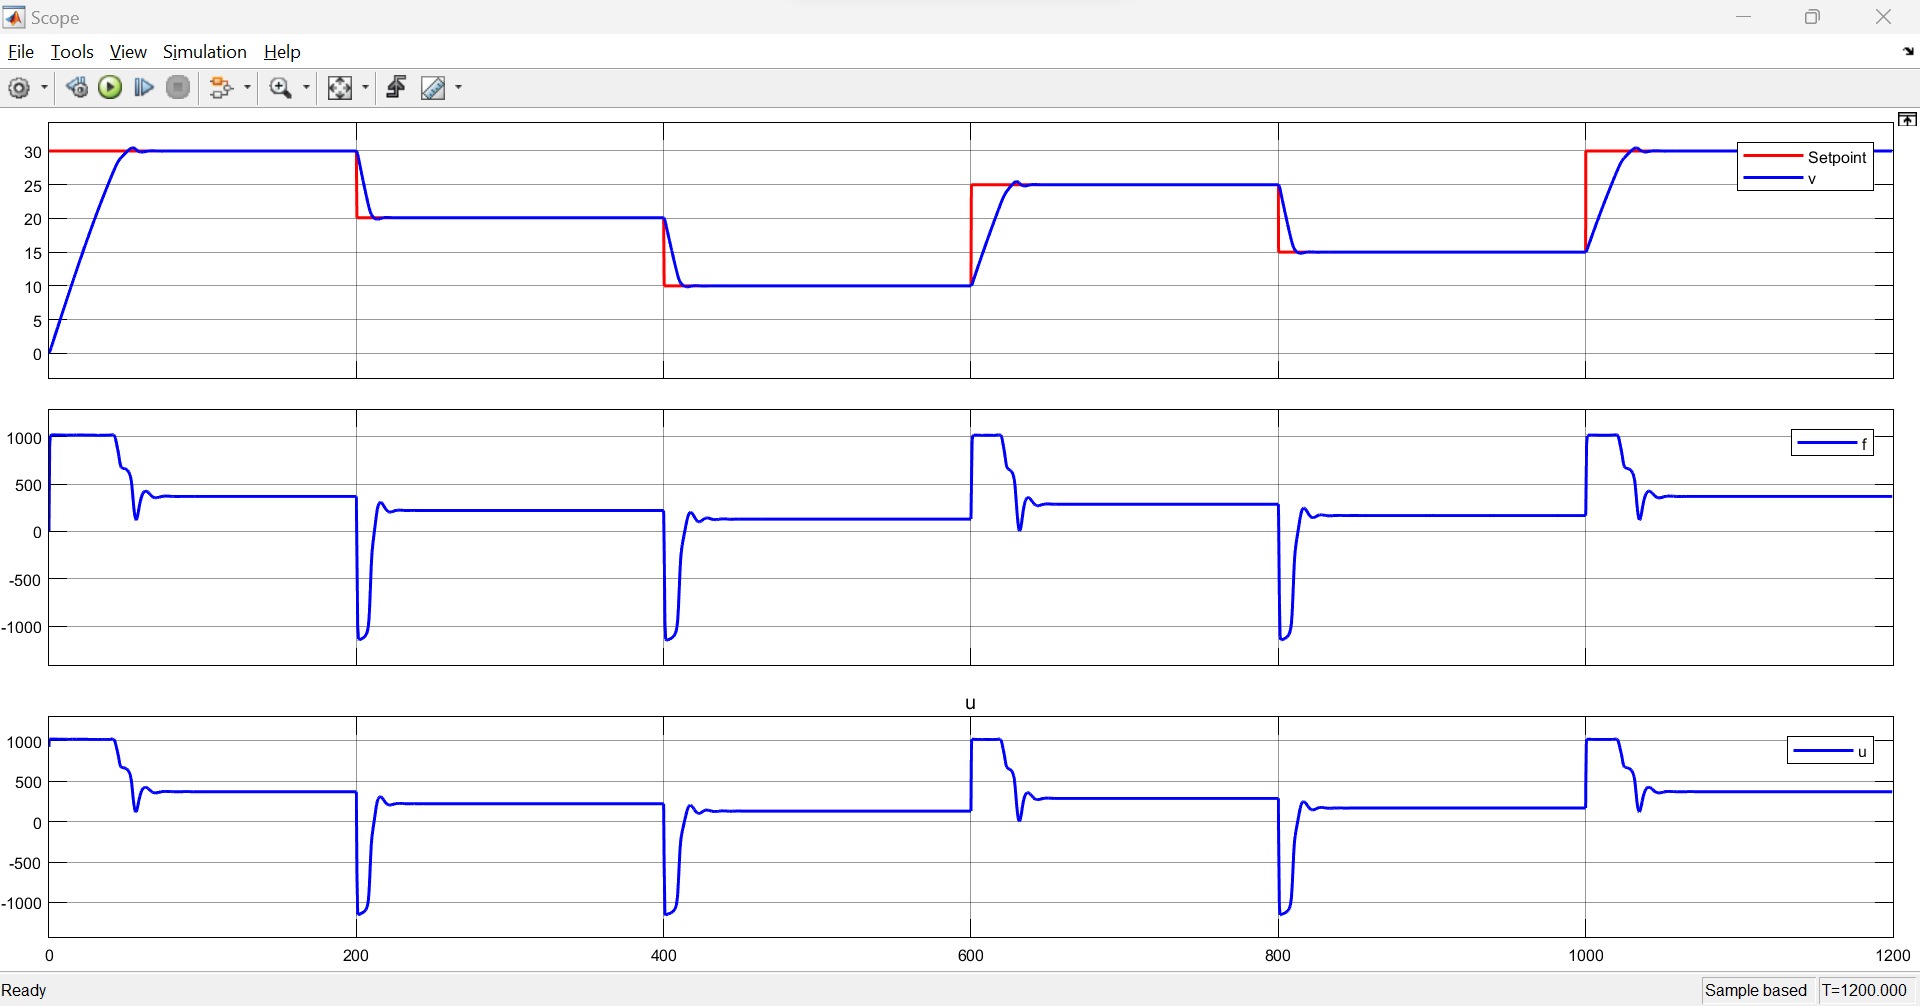 Scope
File Tools View Simulation Help
30
25
20
15
10
5
0
Setpoint
v
1000
500
0
-500
-1000
f
u
1000
500
0
-500
-1000
u
0 200 400 600 800 1000 1200
Ready Sample based T=1200.000